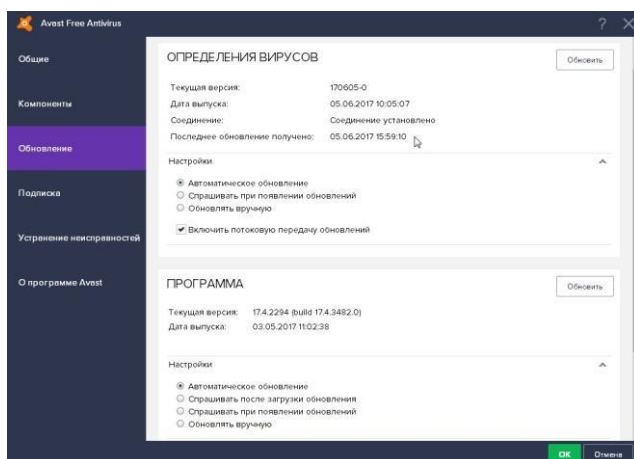 Avast Free Antivirus
?
Общие
Компоненты
Обновление
Подписка
Устранение неисправностей
О программе Avast
ОПРЕДЕЛЕНИЯ ВИРУСОВ
Обновить
Текущая версия: 170605-0
Дата выпуска: 05.06.2017 10:05:07
Соединение: Соединение установлено
Последнее обновление получено: 05.06.2017 15:59:10
Настройки
Автоматическое обновление
Спрашивать при появлении обновлений
Обновлять вручную
Включить потоковую передачу обновлений
ПРОГРАММА
Обновить
Текущая версия: 17.4.2294 (build 17.4.3482.0)
Дата выпуска: 03.05.2017 11:02:38
Настройки
Автоматическое обновление
Спрашивать после загрузки обновления
Спрашивать при появлении обновлений
Обновлять вручную
OK
Отмена